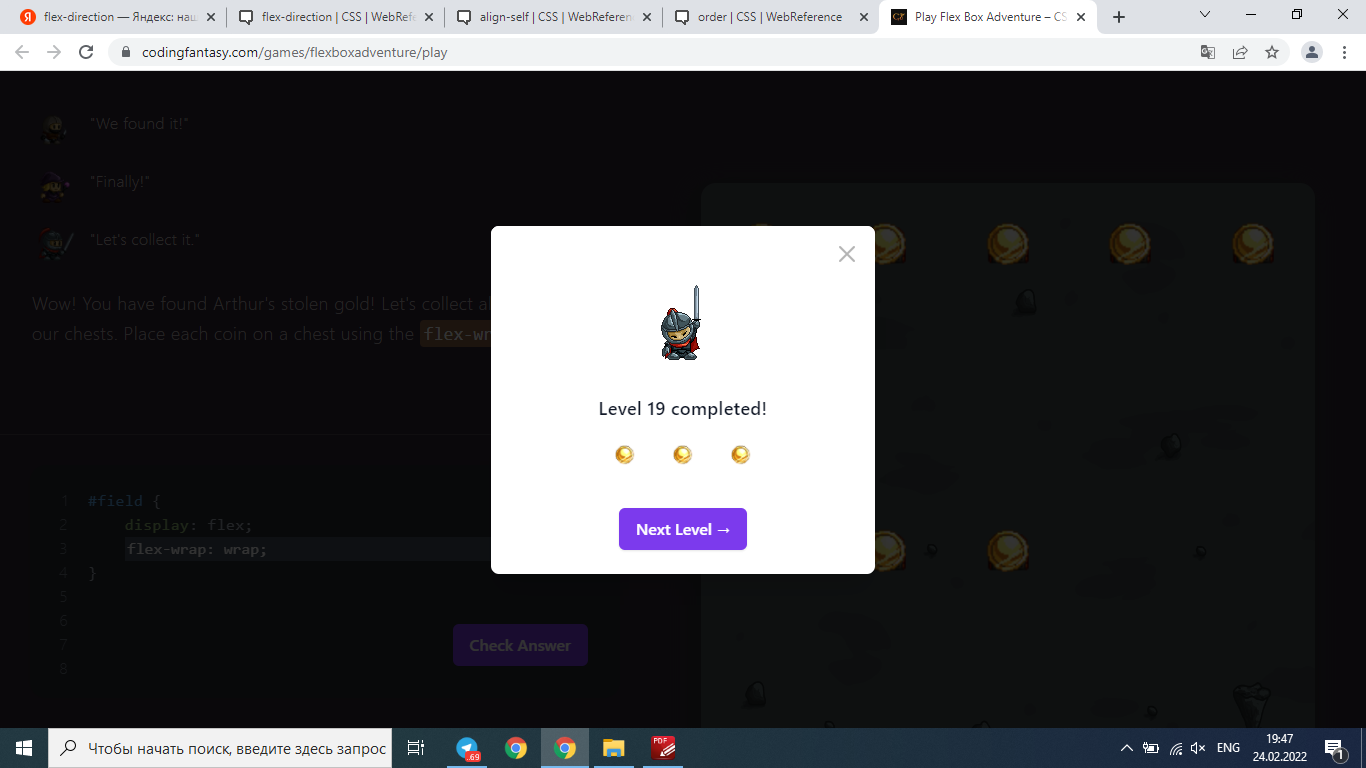 flex-direction — Яндекс: наш
flex-direction | CSS | WebRefe
align-self | CSS | WebReferen
order | CSS | WebReference
Play Flex Box Adventure – CS
codingfantasy.com/games/flexboxadventure/play
"We found it!"
"Finally!"
"Let's collect it."
Wow! You have found Arthur's stolen gold! Let's collect al
our chests. Place each coin on a chest using the flex-wr
Level 19 completed!
Next Level →
1 #field {
2 display: flex;
3 flex-wrap: wrap;
4 }
5
6
7
8
Check Answer
Чтобы начать поиск, введите здесь запрос
.69
PDF
ENG
19:47
24.02.2022
1